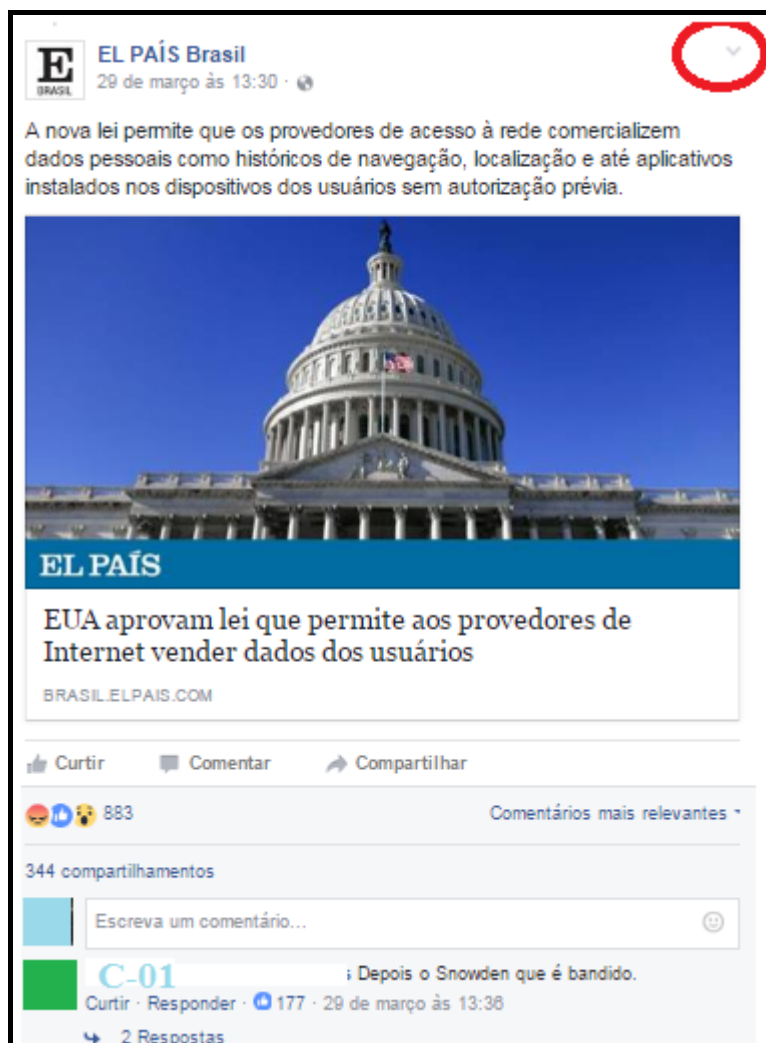 EL PAÍS Brasil
E
BRASIL
29 de março às 13:30 ·
A nova lei permite que os provedores de acesso à rede comercializem
dados pessoais como históricos de navegação, localização e até aplicativos
instalados nos dispositivos dos usuários sem autorização prévia.
EL PAÍS
EUA aprovam lei que permite aos provedores de
Internet vender dados dos usuários
BRASIL.ELPAIS.COM
Curtir Comentar Compartilhar
883 Comentários mais relevantes
344 compartilhamentos
Escreva um comentário...
C-01 Depois o Snowden que é bandido.
Curtir · Responder · 177 · 29 de março às 13:36
2 Respostas